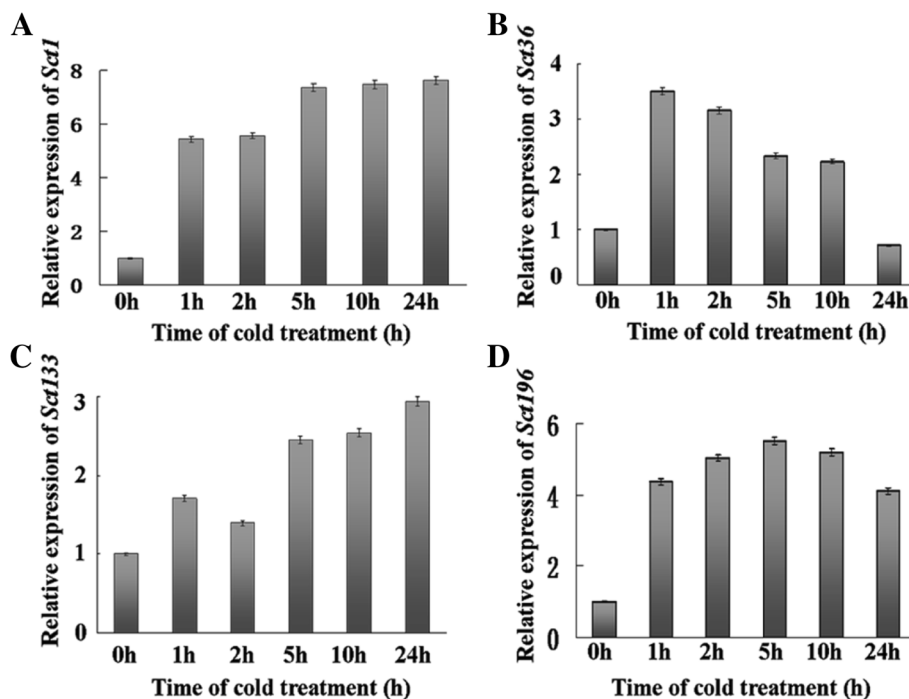 A
Relative expression of Sct1
8
6
4
2
0
0h 1h 2h 5h 10h 24h
Time of cold treatment (h)
B
Relative expression of Sct36
4
3
2
1
0
0h 1h 2h 5h 10h 24h
Time of cold treatment (h)
C
Relative expression of Sct133
3
2
1
0
0h 1h 2h 5h 10h 24h
Time of cold treatment (h)
D
Relative expression of Sct196
6
4
2
0
0h 1h 2h 5h 10h 24h
Time of cold treatment (h)